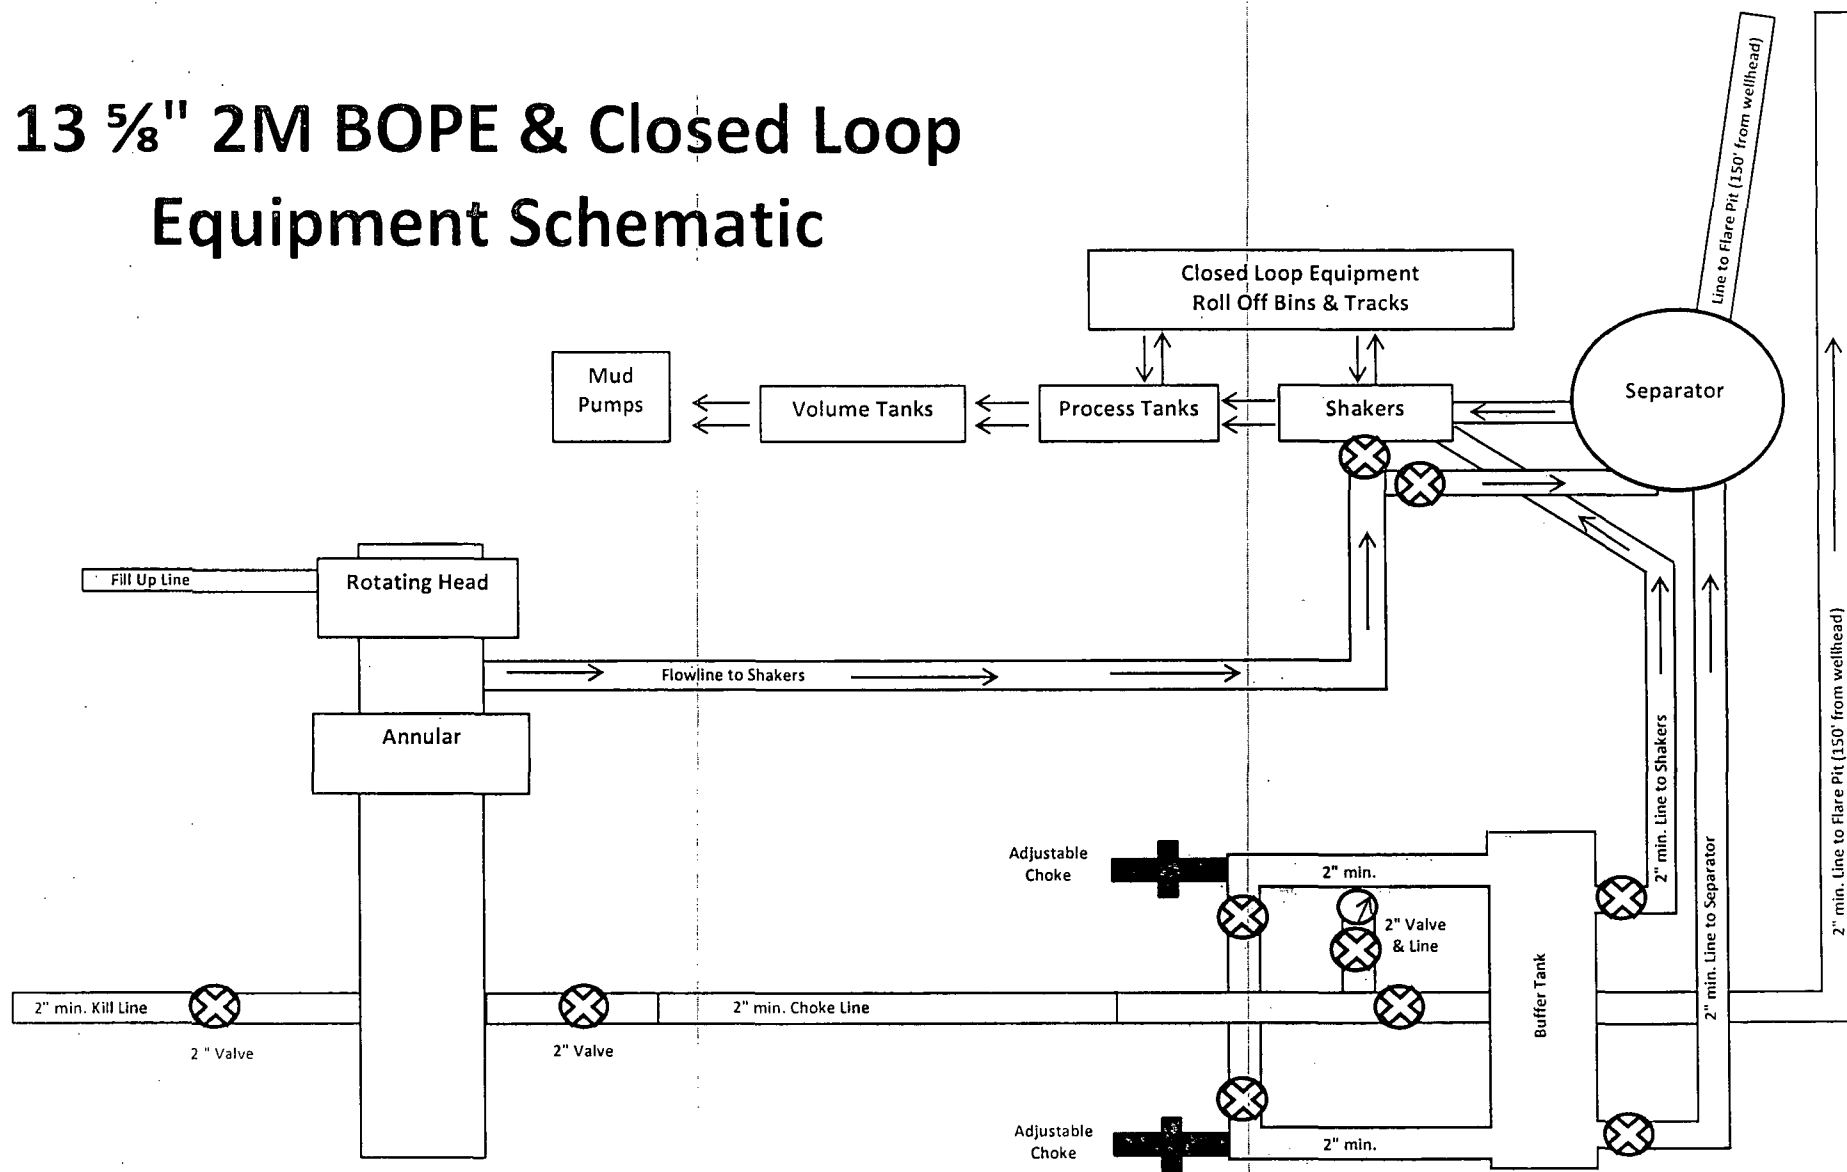 13 ⅝" 2M BOPE & Closed Loop
Equipment Schematic
Line to Flare Pit (150' from wellhead)
Closed Loop Equipment
Roll Off Bins & Tracks
Mud
Pumps
Volume Tanks
Process Tanks
Shakers
Separator
Fill Up Line
Rotating Head
Flowline to Shakers
Annular
2" min. Line to Shakers
2" min. Line to Separator
2" min. Line to Flare Pit (150' from wellhead)
Adjustable
Choke
2" min.
2" Valve
& Line
Buffer Tank
2" min. Kill Line
2" min. Choke Line
2 " Valve
2" Valve
Adjustable
Choke
2" min.